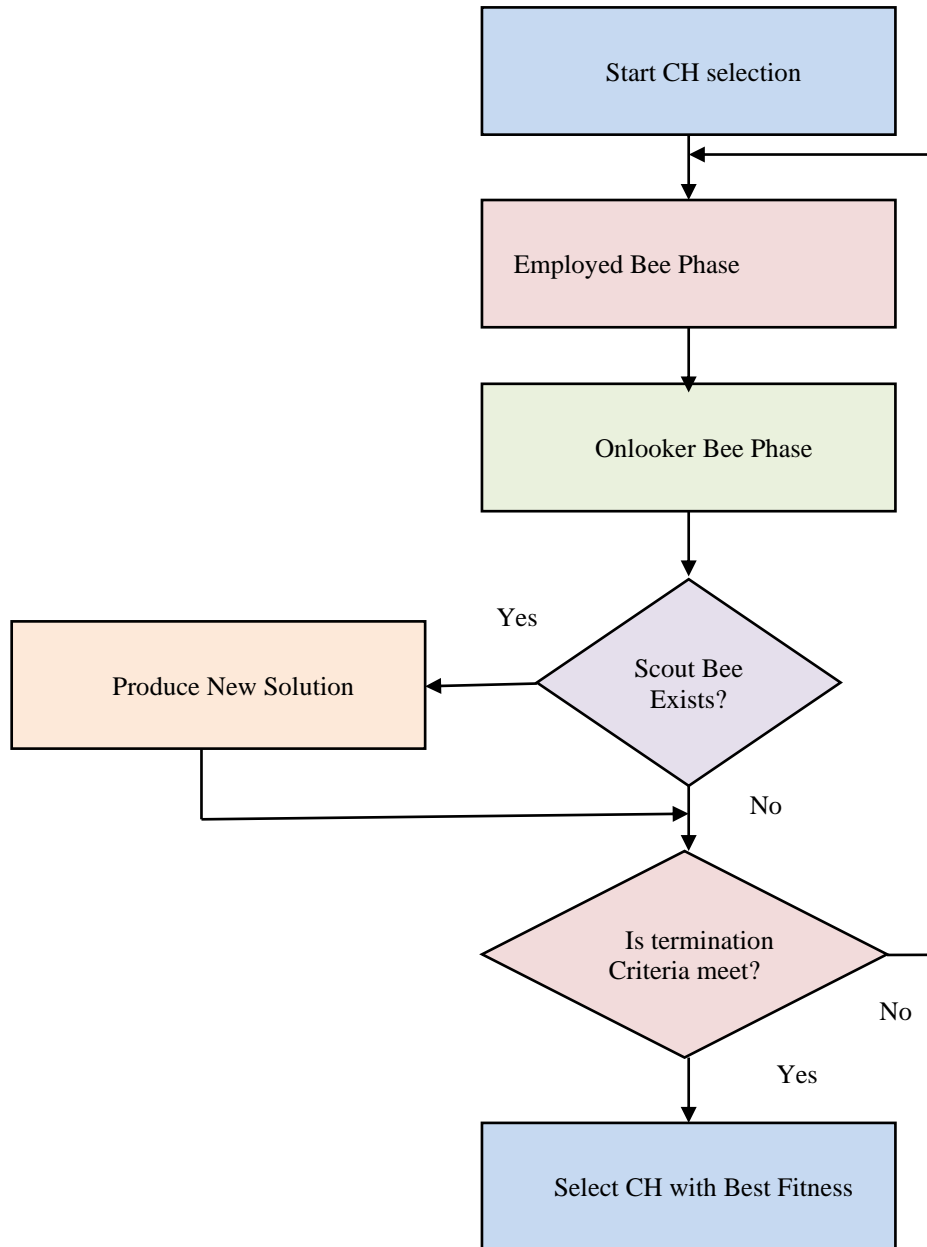 Start CH selection
Employed Bee Phase
Onlooker Bee Phase
Yes
Scout Bee
Exists?
Produce New Solution
No
Is termination
Criteria meet?
No
Yes
Select CH with Best Fitness